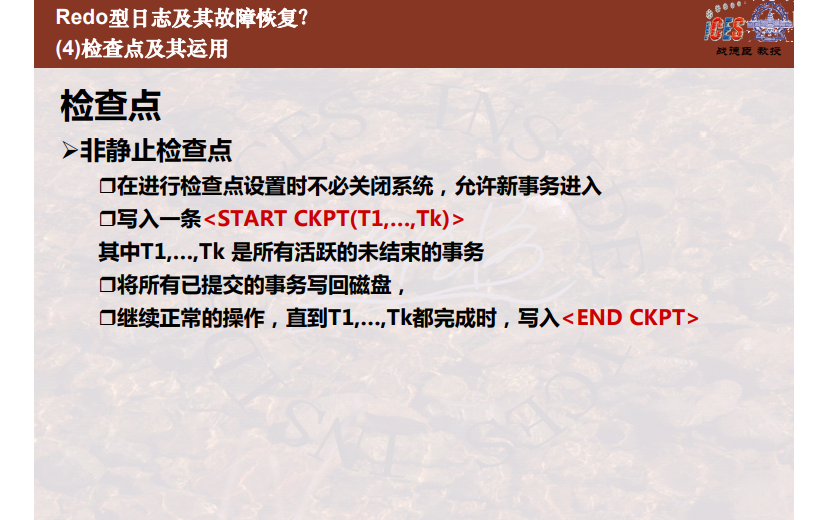 Redo型日志及其故障恢复?
(4)检查点及其运用
ICES
战德臣 教授
检查点
➢非静止检查点
❒在进行检查点设置时不必关闭系统，允许新事务进入
❒写入一条<START CKPT(T1,…,Tk)>
其中T1,…,Tk 是所有活跃的未结束的事务
❒将所有已提交的事务写回磁盘，
❒继续正常的操作，直到T1,…,Tk都完成时，写入<END CKPT>